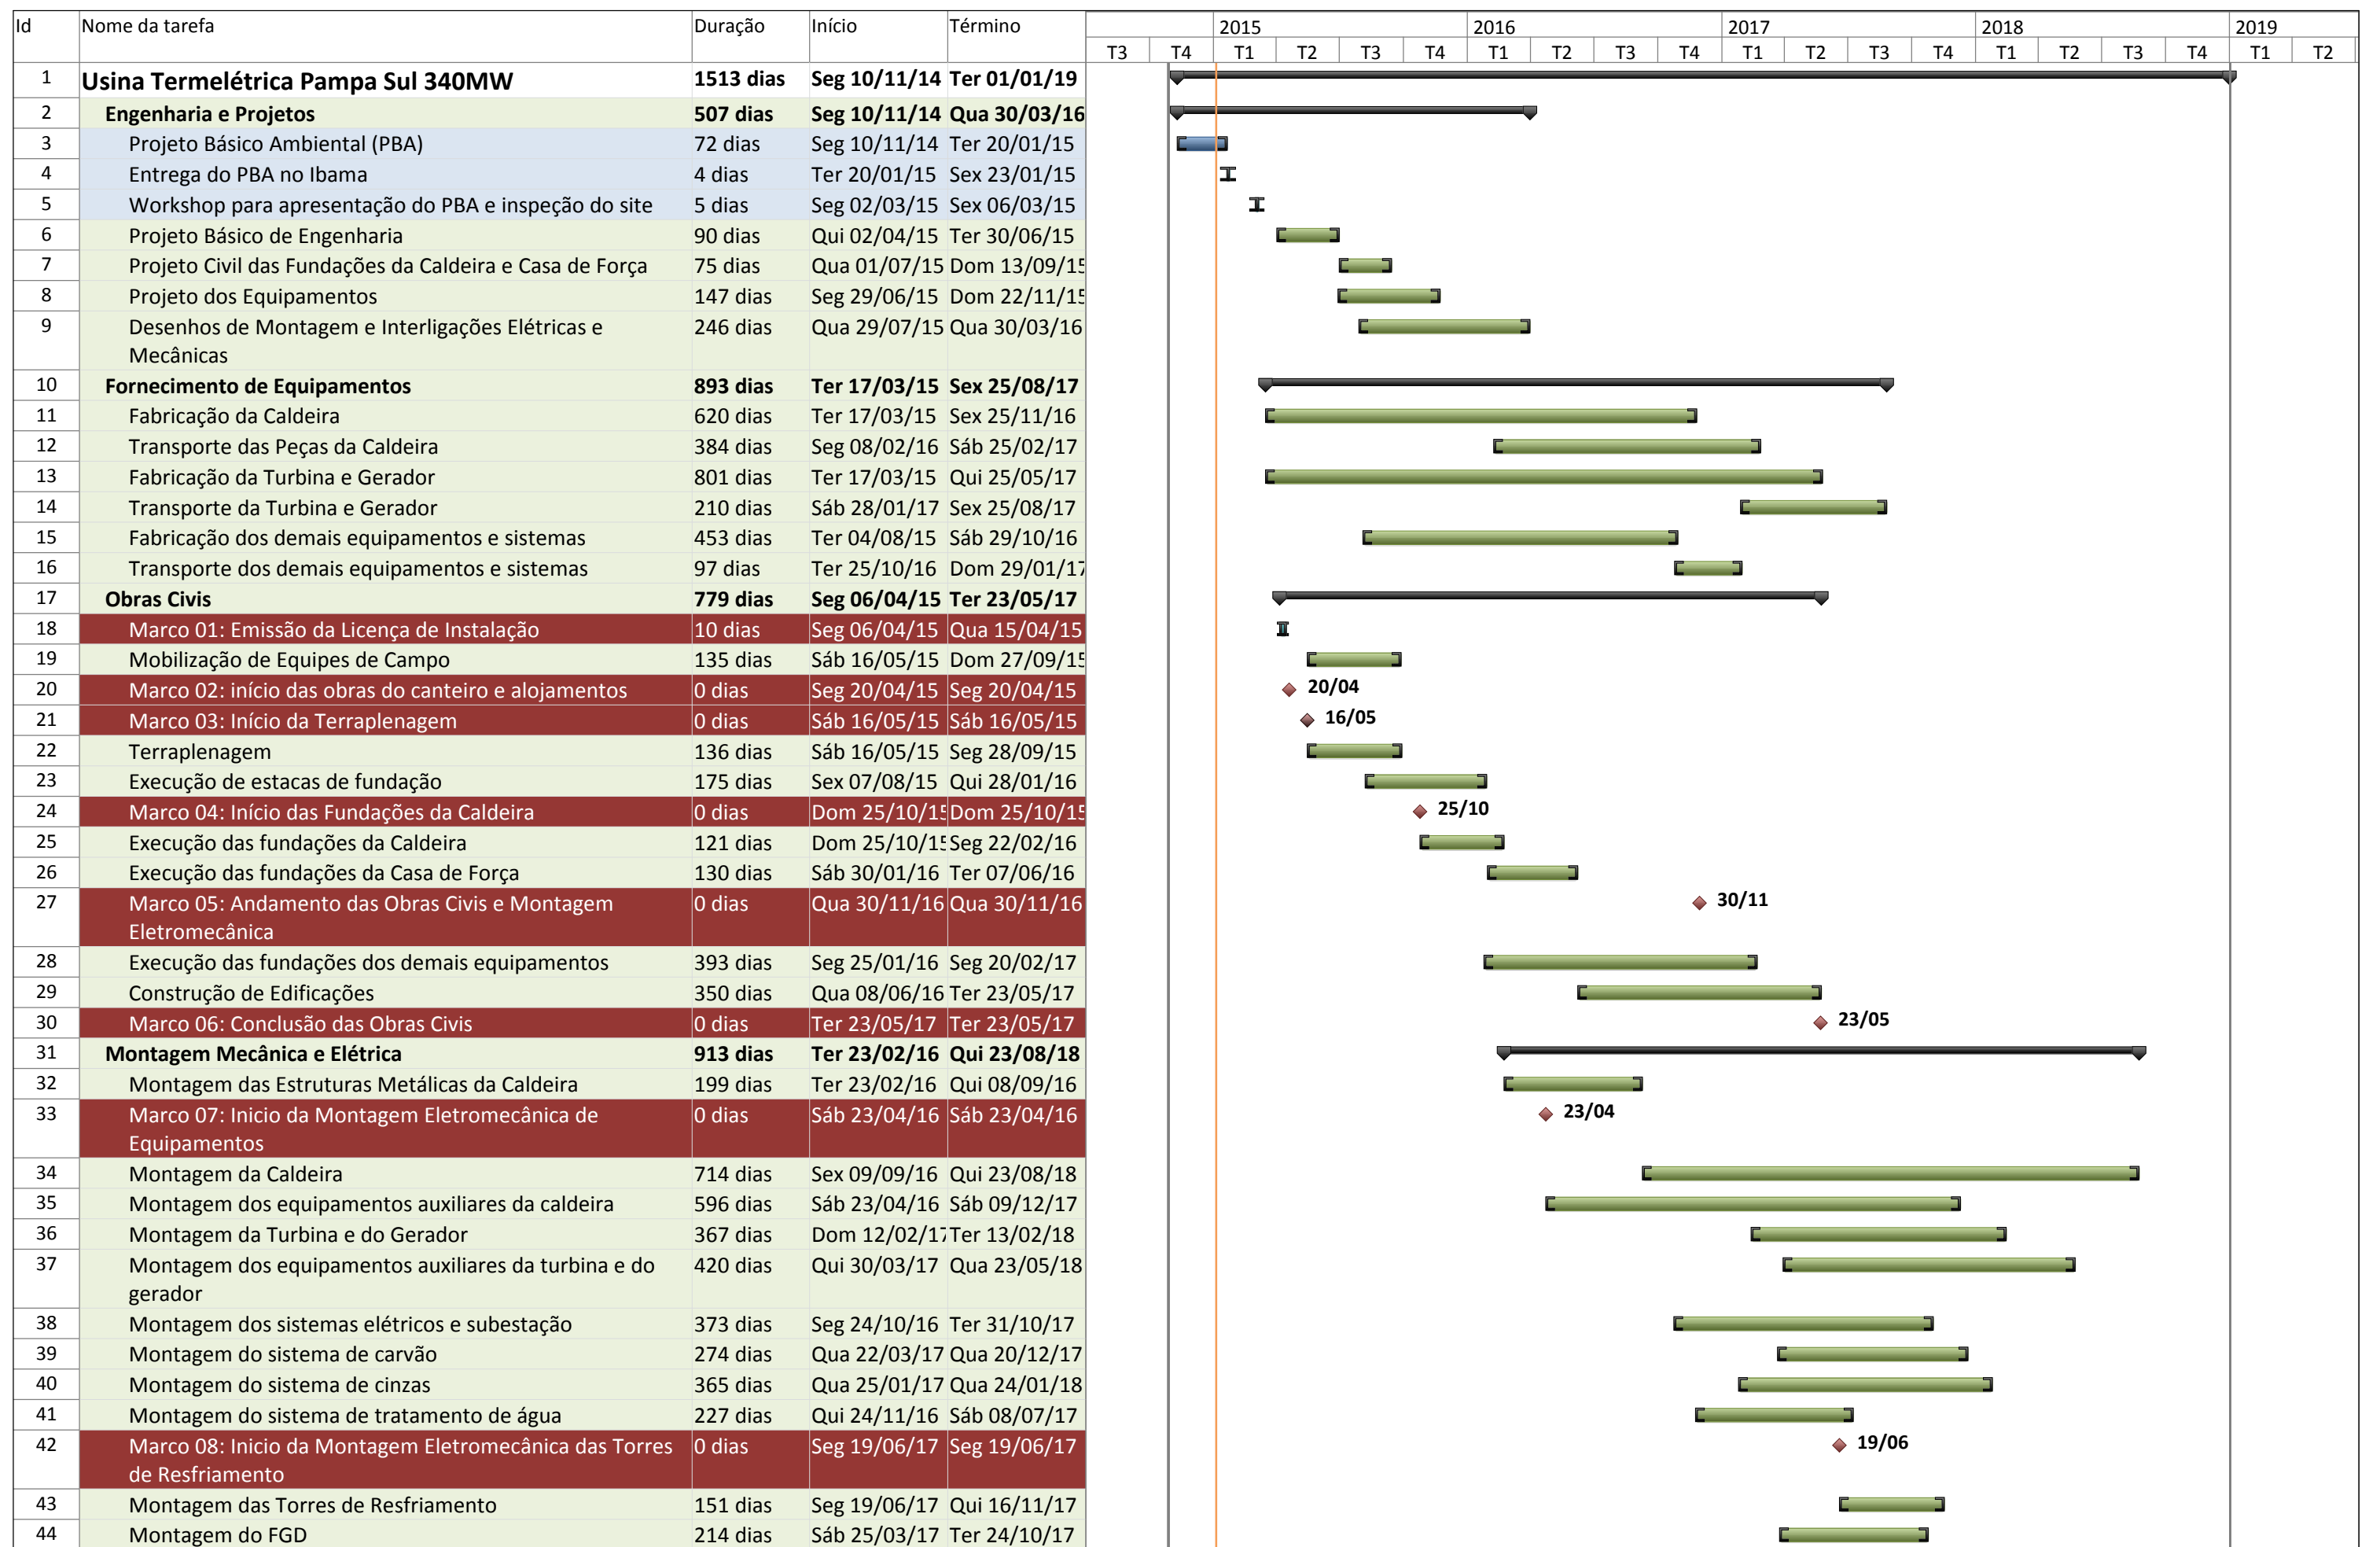 Id Nome da tarefa Duração Início Término 2015 2016 2017 2018 2019
T3 T4 T1 T2 T3 T4 T1 T2 T3 T4 T1 T2 T3 T4 T1 T2 T3 T4 T1 T2
1 Usina Termelétrica Pampa Sul 340MW 1513 dias Seg 10/11/14 Ter 01/01/19
2 Engenharia e Projetos 507 dias Seg 10/11/14 Qua 30/03/16
3 Projeto Básico Ambiental (PBA) 72 dias Seg 10/11/14 Ter 20/01/15
4 Entrega do PBA no Ibama 4 dias Ter 20/01/15 Sex 23/01/15
5 Workshop para apresentação do PBA e inspeção do site 5 dias Seg 02/03/15 Sex 06/03/15
6 Projeto Básico de Engenharia 90 dias Qui 02/04/15 Ter 30/06/15
7 Projeto Civil das Fundações da Caldeira e Casa de Força 75 dias Qua 01/07/15 Dom 13/09/15
8 Projeto dos Equipamentos 147 dias Seg 29/06/15 Dom 22/11/15
9 Desenhos de Montagem e Interligações Elétricas e 246 dias Qua 29/07/15 Qua 30/03/16
Mecânicas
10 Fornecimento de Equipamentos 893 dias Ter 17/03/15 Sex 25/08/17
11 Fabricação da Caldeira 620 dias Ter 17/03/15 Sex 25/11/16
12 Transporte das Peças da Caldeira 384 dias Seg 08/02/16 Sáb 25/02/17
13 Fabricação da Turbina e Gerador 801 dias Ter 17/03/15 Qui 25/05/17
14 Transporte da Turbina e Gerador 210 dias Sáb 28/01/17 Sex 25/08/17
15 Fabricação dos demais equipamentos e sistemas 453 dias Ter 04/08/15 Sáb 29/10/16
16 Transporte dos demais equipamentos e sistemas 97 dias Ter 25/10/16 Dom 29/01/17
17 Obras Civis 779 dias Seg 06/04/15 Ter 23/05/17
18 Marco 01: Emissão da Licença de Instalação 10 dias Seg 06/04/15 Qua 15/04/15
19 Mobilização de Equipes de Campo 135 dias Sáb 16/05/15 Dom 27/09/15
20 Marco 02: início das obras do canteiro e alojamentos 0 dias Seg 20/04/15 Seg 20/04/15 20/04
21 Marco 03: Início da Terraplenagem 0 dias Sáb 16/05/15 Sáb 16/05/15 16/05
22 Terraplenagem 136 dias Sáb 16/05/15 Seg 28/09/15
23 Execução de estacas de fundação 175 dias Sex 07/08/15 Qui 28/01/16
24 Marco 04: Início das Fundações da Caldeira 0 dias Dom 25/10/15 Dom 25/10/15 25/10
25 Execução das fundações da Caldeira 121 dias Dom 25/10/15 Seg 22/02/16
26 Execução das fundações da Casa de Força 130 dias Sáb 30/01/16 Ter 07/06/16
27 Marco 05: Andamento das Obras Civis e Montagem 0 dias Qua 30/11/16 Qua 30/11/16 30/11
Eletromecânica
28 Execução das fundações dos demais equipamentos 393 dias Seg 25/01/16 Seg 20/02/17
29 Construção de Edificações 350 dias Qua 08/06/16 Ter 23/05/17
30 Marco 06: Conclusão das Obras Civis 0 dias Ter 23/05/17 Ter 23/05/17 23/05
31 Montagem Mecânica e Elétrica 913 dias Ter 23/02/16 Qui 23/08/18
32 Montagem das Estruturas Metálicas da Caldeira 199 dias Ter 23/02/16 Qui 08/09/16
33 Marco 07: Inicio da Montagem Eletromecânica de 0 dias Sáb 23/04/16 Sáb 23/04/16 23/04
Equipamentos
34 Montagem da Caldeira 714 dias Sex 09/09/16 Qui 23/08/18
35 Montagem dos equipamentos auxiliares da caldeira 596 dias Sáb 23/04/16 Sáb 09/12/17
36 Montagem da Turbina e do Gerador 367 dias Dom 12/02/17 Ter 13/02/18
37 Montagem dos equipamentos auxiliares da turbina e do 420 dias Qui 30/03/17 Qua 23/05/18
gerador
38 Montagem dos sistemas elétricos e subestação 373 dias Seg 24/10/16 Ter 31/10/17
39 Montagem do sistema de carvão 274 dias Qua 22/03/17 Qua 20/12/17
40 Montagem do sistema de cinzas 365 dias Qua 25/01/17 Qua 24/01/18
41 Montagem do sistema de tratamento de água 227 dias Qui 24/11/16 Sáb 08/07/17
42 Marco 08: Inicio da Montagem Eletromecânica das Torres 0 dias Seg 19/06/17 Seg 19/06/17 19/06
de Resfriamento
43 Montagem das Torres de Resfriamento 151 dias Seg 19/06/17 Qui 16/11/17
44 Montagem do FGD 214 dias Sáb 25/03/17 Ter 24/10/17